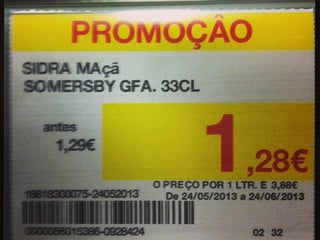 PROMOÇÃO
SiDRA MAçã
SOMERSBY GFA. 33CL
antes
1,29€
1,28€
O PREÇO POR 1 LTR. E 3,88€
De 24/05/2013 a 24/06/2013
18618300075-24052013
0000056015386-0928424
02 32